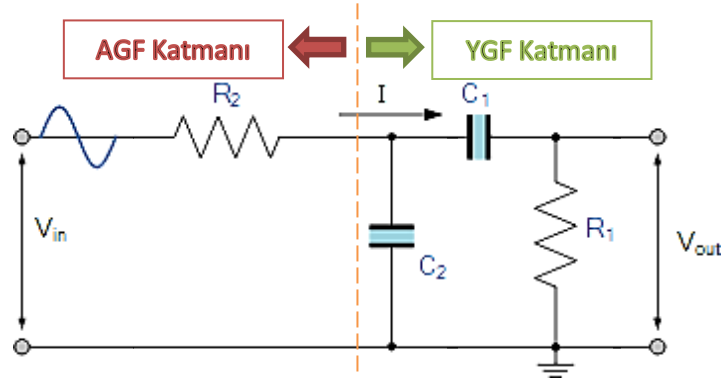 AGF Katmanı
YGF Katmanı
R2
I
C1
Vin
C2
R1
Vout